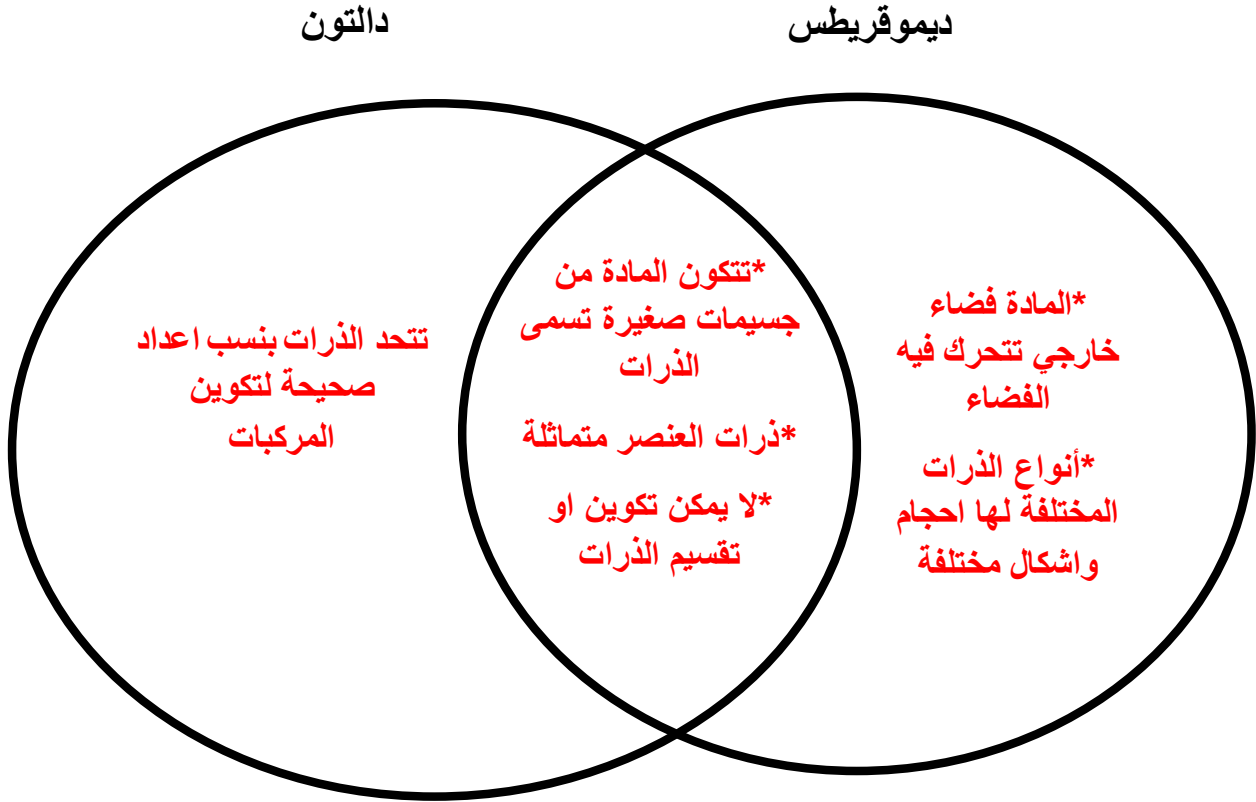 ديموقريطس
دالتون
*المادة فضاء
خارجي تتحرك فيه
الفضاء
*أنواع الذرات
المختلفة لها احجام
واشكال مختلفة
*تتكون المادة من
جسيمات صغيرة تسمى
الذرات
*ذرات العنصر متماثلة
*لا يمكن تكوين او
تقسيم الذرات
تتحد الذرات بنسب اعداد
صحيحة لتكوين
المركبات